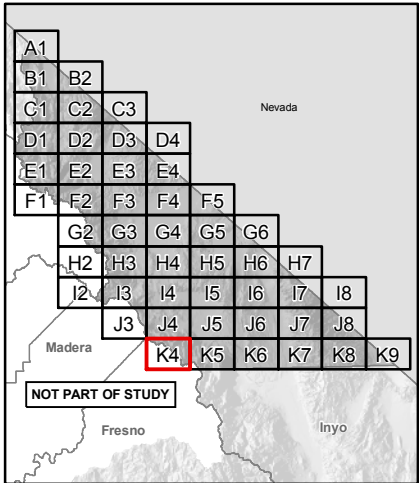 A1
B1 B2
C1 C2 C3
Nevada
D1 D2 D3 D4
E1 E2 E3 E4
F1 F2 F3 F4 F5
G2 G3 G4 G5 G6
H2 H3 H4 H5 H6 H7
I2 I3 I4 I5 I6 I7 I8
J3 J4 J5 J6 J7 J8
Madera
K4 K5 K6 K7 K8 K9
NOT PART OF STUDY
Fresno
Inyo